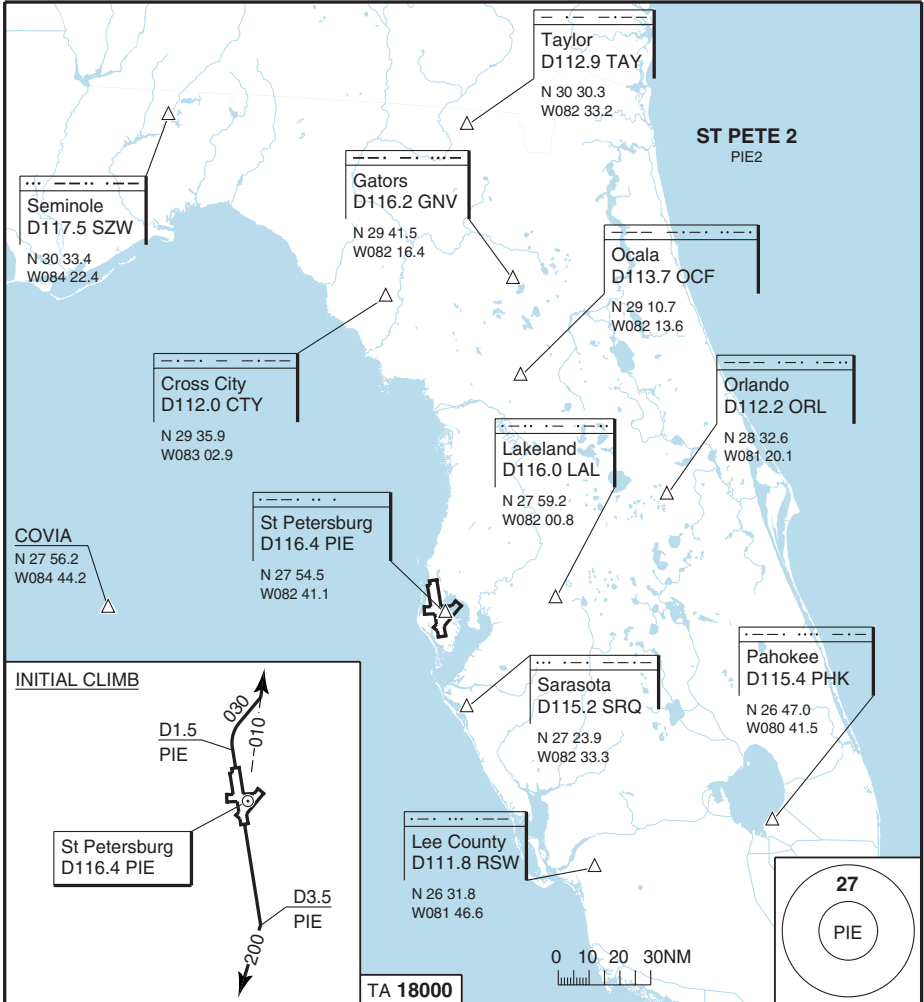 Taylor
D112.9 TAY
N 30 30.3
W082 33.2
ST PETE 2
PIE2
Gators
D116.2 GNV
N 29 41.5
W082 16.4
Seminole
D117.5 SZW
N 30 33.4
W084 22.4
Ocala
D113.7 OCF
N 29 10.7
W082 13.6
Cross City
D112.0 CTY
N 29 35.9
W083 02.9
Orlando
D112.2 ORL
N 28 32.6
W081 20.1
Lakeland
D116.0 LAL
N 27 59.2
W082 00.8
St Petersburg
D116.4 PIE
N 27 54.5
W082 41.1
COVIA
N 27 56.2
W084 44.2
Pahokee
D115.4 PHK
N 26 47.0
W080 41.5
Sarasota
D115.2 SRQ
N 27 23.9
W082 33.3
INITIAL CLIMB
030
010
D1.5
PIE
St Petersburg
D116.4 PIE
D3.5
PIE
200
Lee County
D111.8 RSW
N 26 31.8
W081 46.6
0 10 20 30NM
TA 18000
27
PIE